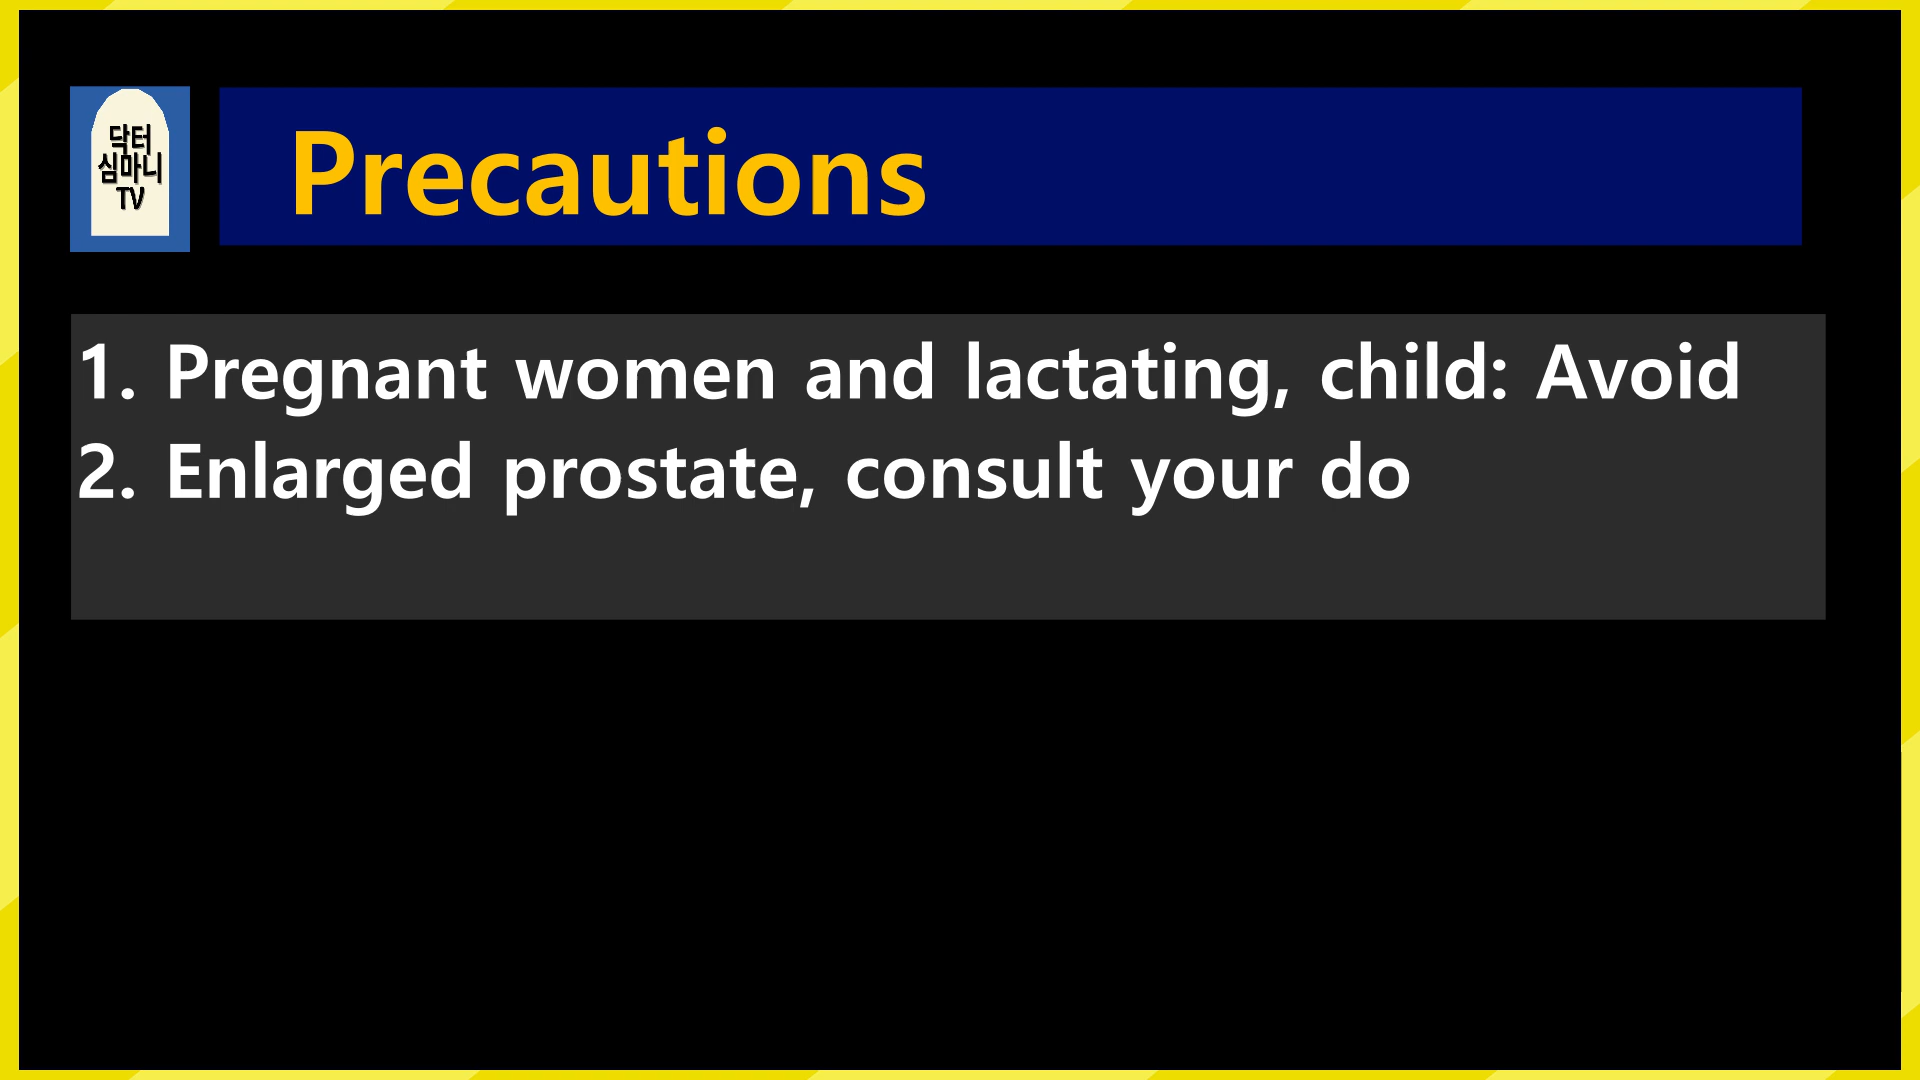 닥터
심마니
TV
Precautions
1. Pregnant women and lactating, child: Avoid
2. Enlarged prostate, consult your do